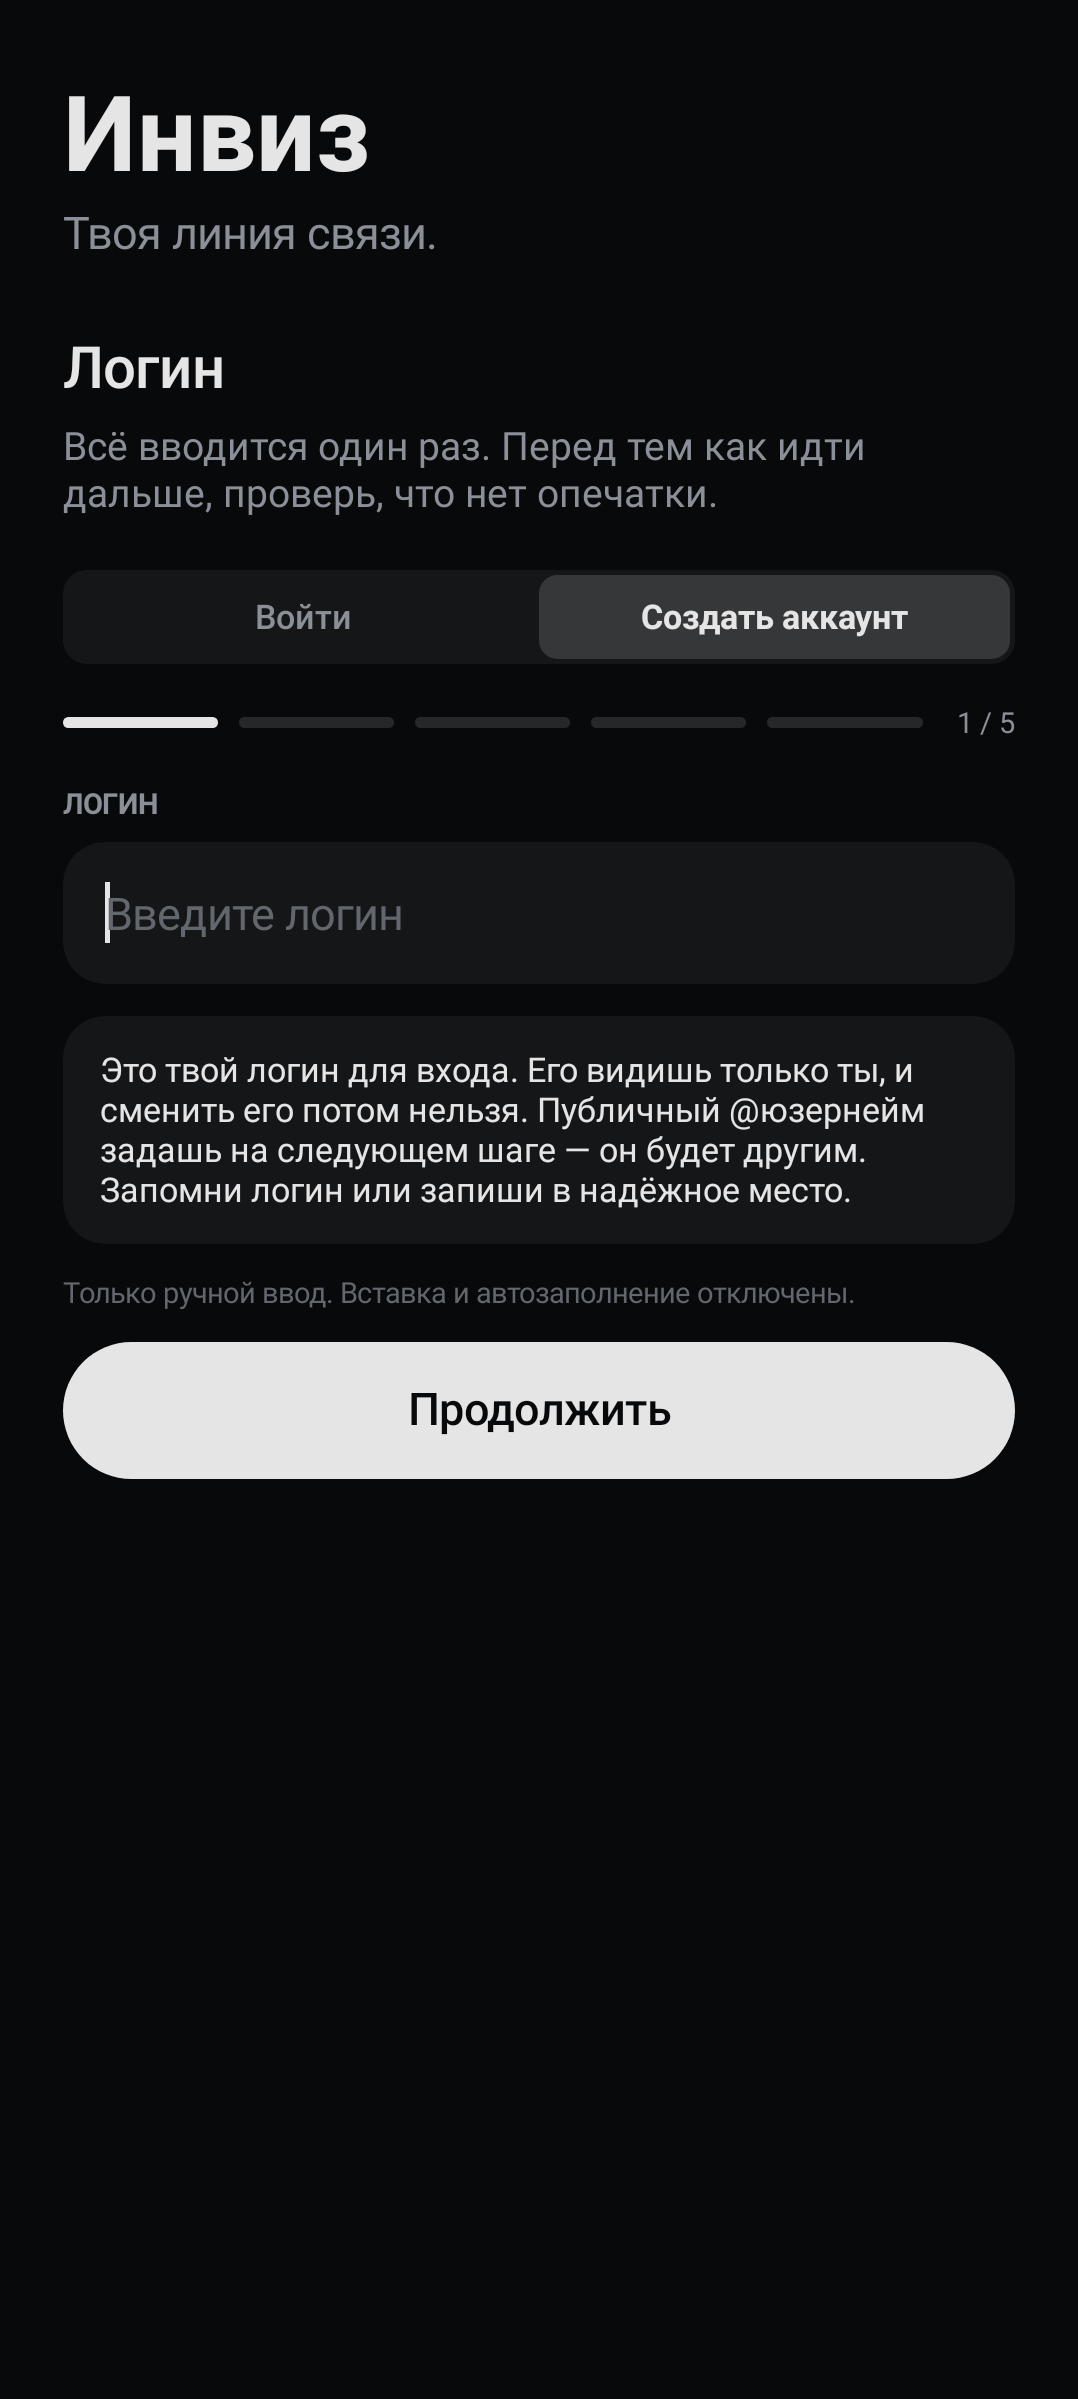 Инвиз
Твоя линия связи.
Логин
Всё вводится один раз. Перед тем как идти
дальше, проверь, что нет опечатки.
Войти
Создать аккаунт
1 / 5
логин
Введите логин
Это твой логин для входа. Его видишь только ты, и
сменить его потом нельзя. Публичный @юзернейм
задашь на следующем шаге — он будет другим.
Запомни логин или запиши в надёжное место.
Только ручной ввод. Вставка и автозаполнение отключены.
Продолжить